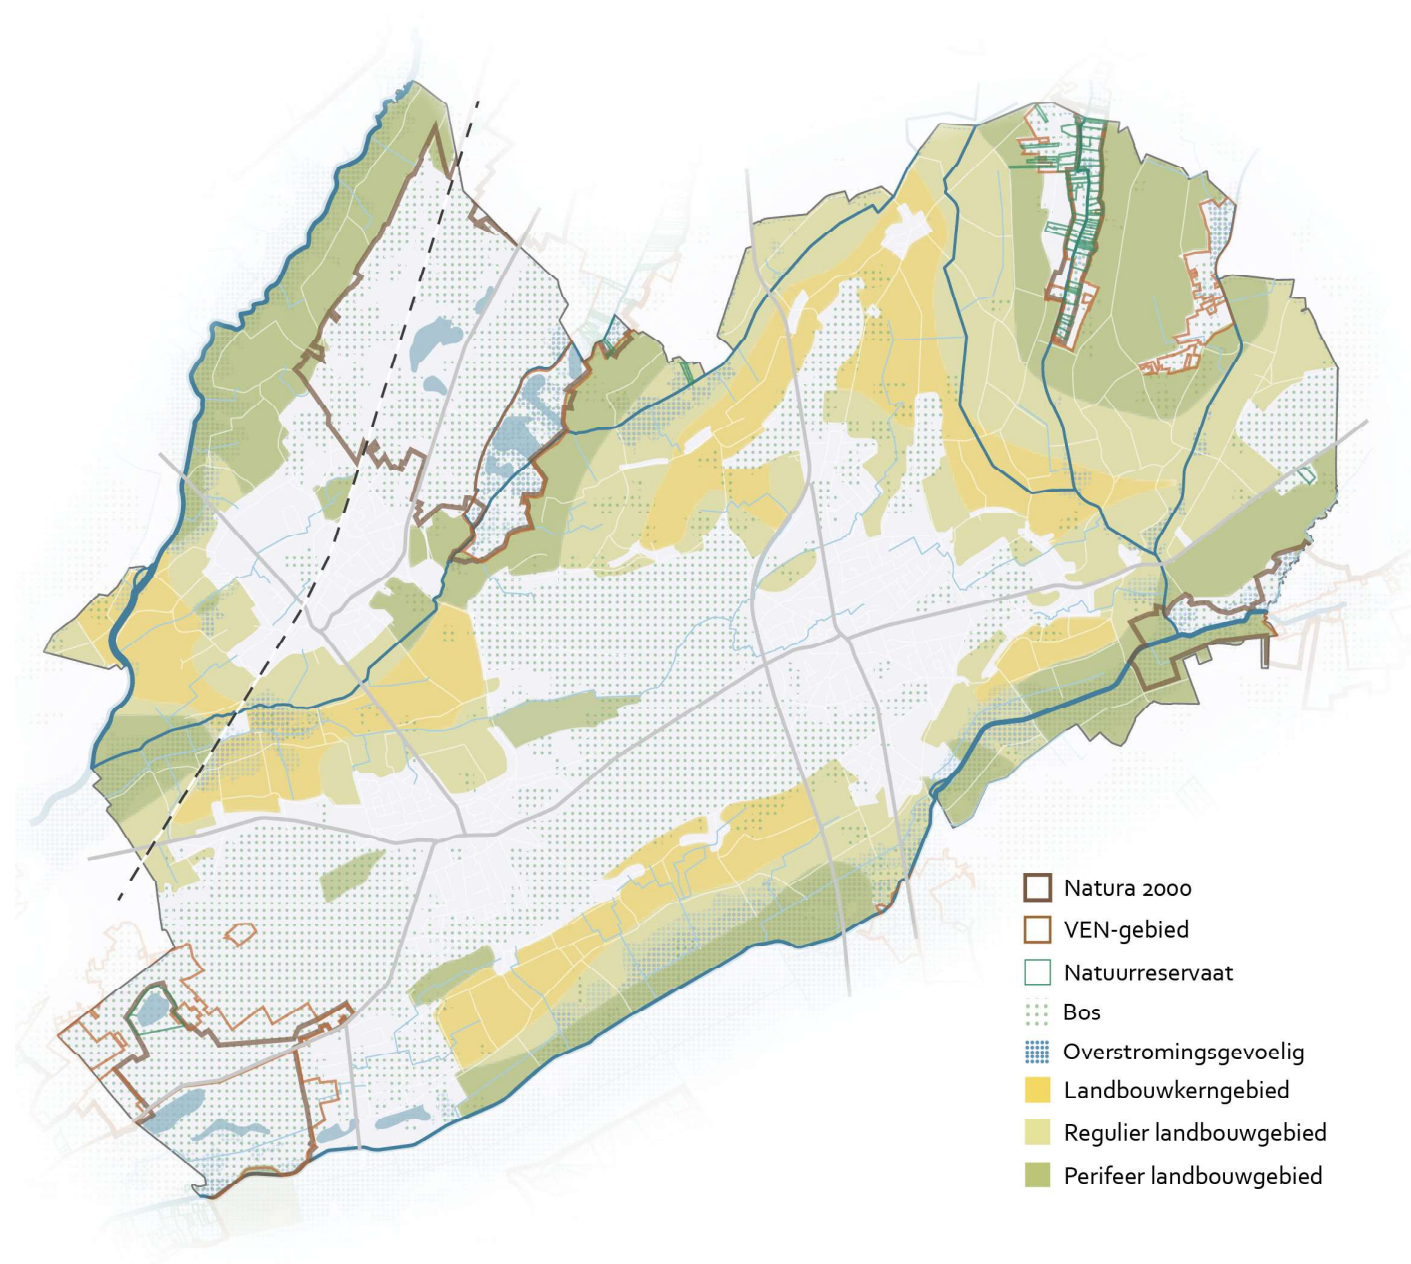 Natura 2000
VEN-gebied
Natuurreservaat
Bos
Overstromingsgevoelig
Landbouwkerngebied
Regulier landbouwgebied
Perifeer landbouwgebied